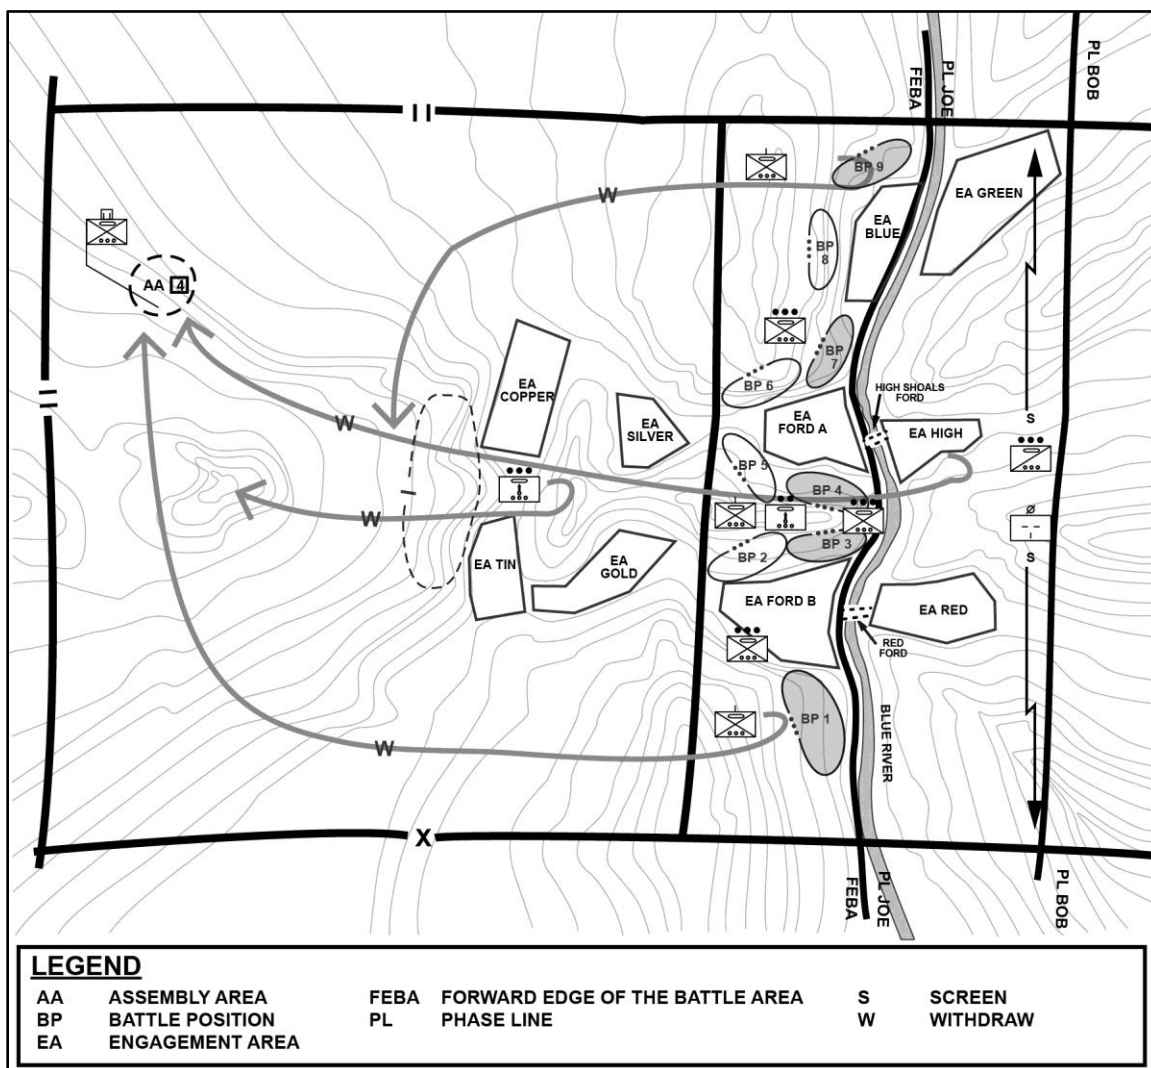 PL BOB
FEBA
PL JOE
BP 9
EA GREEN
W
EA
BLUE
BP
8
AA 4
BP
7
BP 6
HIGH SHOALS
FORD
EA
COPPER
EA
SILVER
EA
FORD A
EA HIGH
S
W
BP 5
BP 4
I
W
BP 2
BP 3
S
EA TIN
EA
GOLD
EA FORD B
EA RED
RED
FORD
BP 1
BLUE RIVER
W
X
FEBA
PL JOE
PL BOB
LEGEND
AA ASSEMBLY AREA FEBA FORWARD EDGE OF THE BATTLE AREA S SCREEN
BP BATTLE POSITION PL PHASE LINE W WITHDRAW
EA ENGAGEMENT AREA